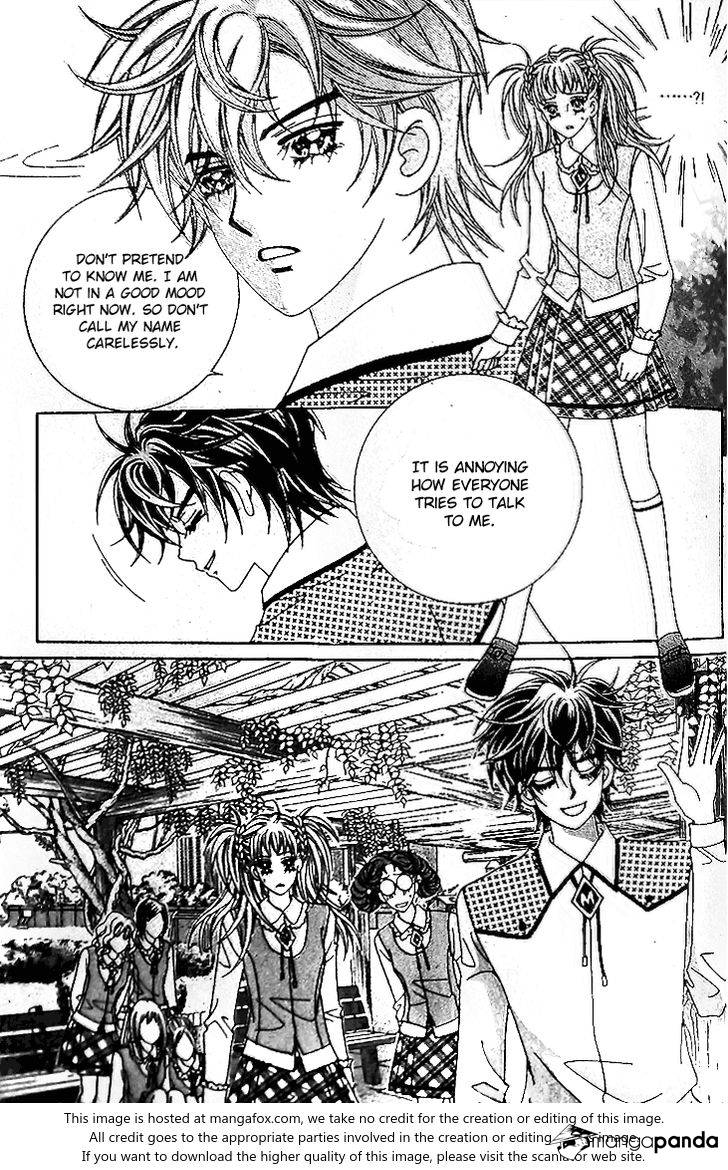 ……?!
DON'T PRETEND
TO KNOW ME. I AM
NOT IN A GOOD MOOD
RIGHT NOW. SO DON'T
CALL MY NAME
CARELESSLY.
IT IS ANNOYING
HOW EVERYONE
TRIES TO TALK
TO ME.
M
This image is hosted at mangafox.com, we take no credit for the creation or editing of this image.
All credit goes to the appropriate parties involved in the creation or editing image.
If you want to download the higher quality of this image, please visit the web site.
mangapanda